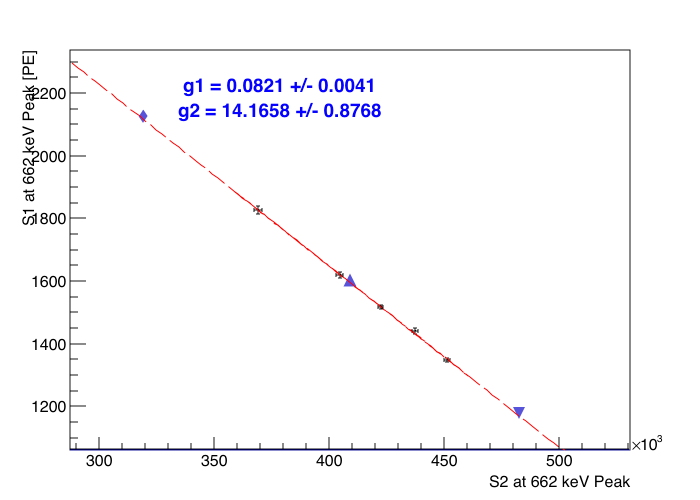 g1 = 0.0821 +/- 0.0041
g2 = 14.1658 +/- 0.8768
S1 at 662 keV Peak [PE]
2200
2000
1800
1600
1400
1200
300 350 400 450 500 ×10³
S2 at 662 keV Peak